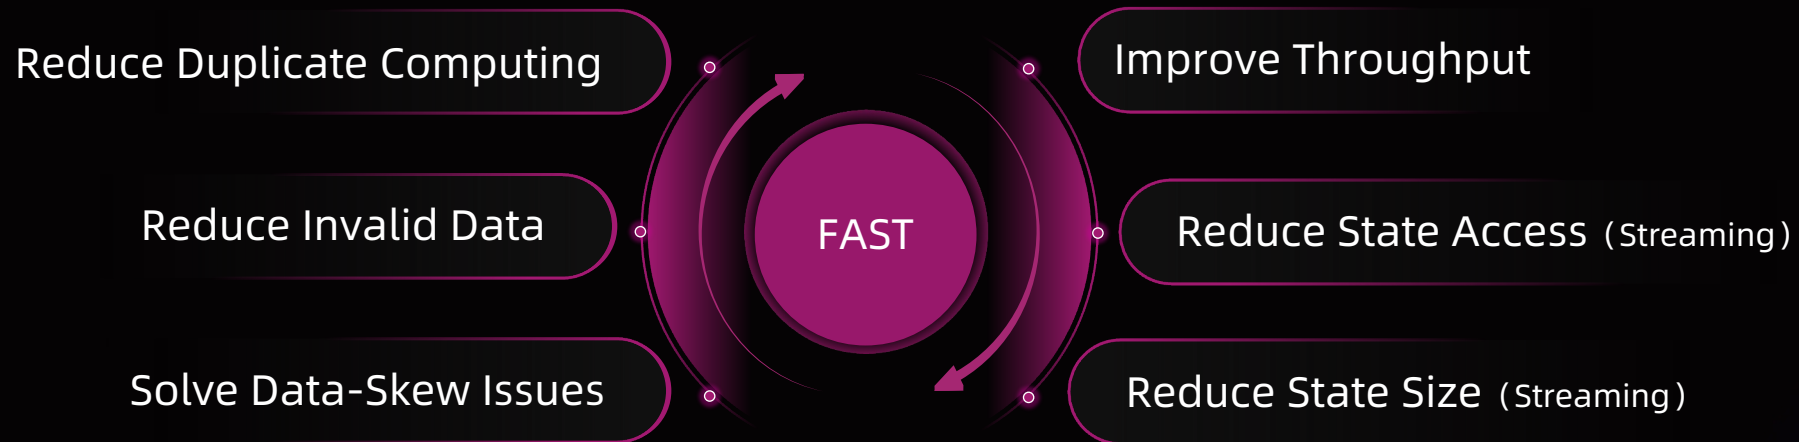 Reduce Duplicate Computing
Reduce Invalid Data
Solve Data-Skew Issues
FAST
Improve Throughput
Reduce State Access (Streaming)
Reduce State Size (Streaming)